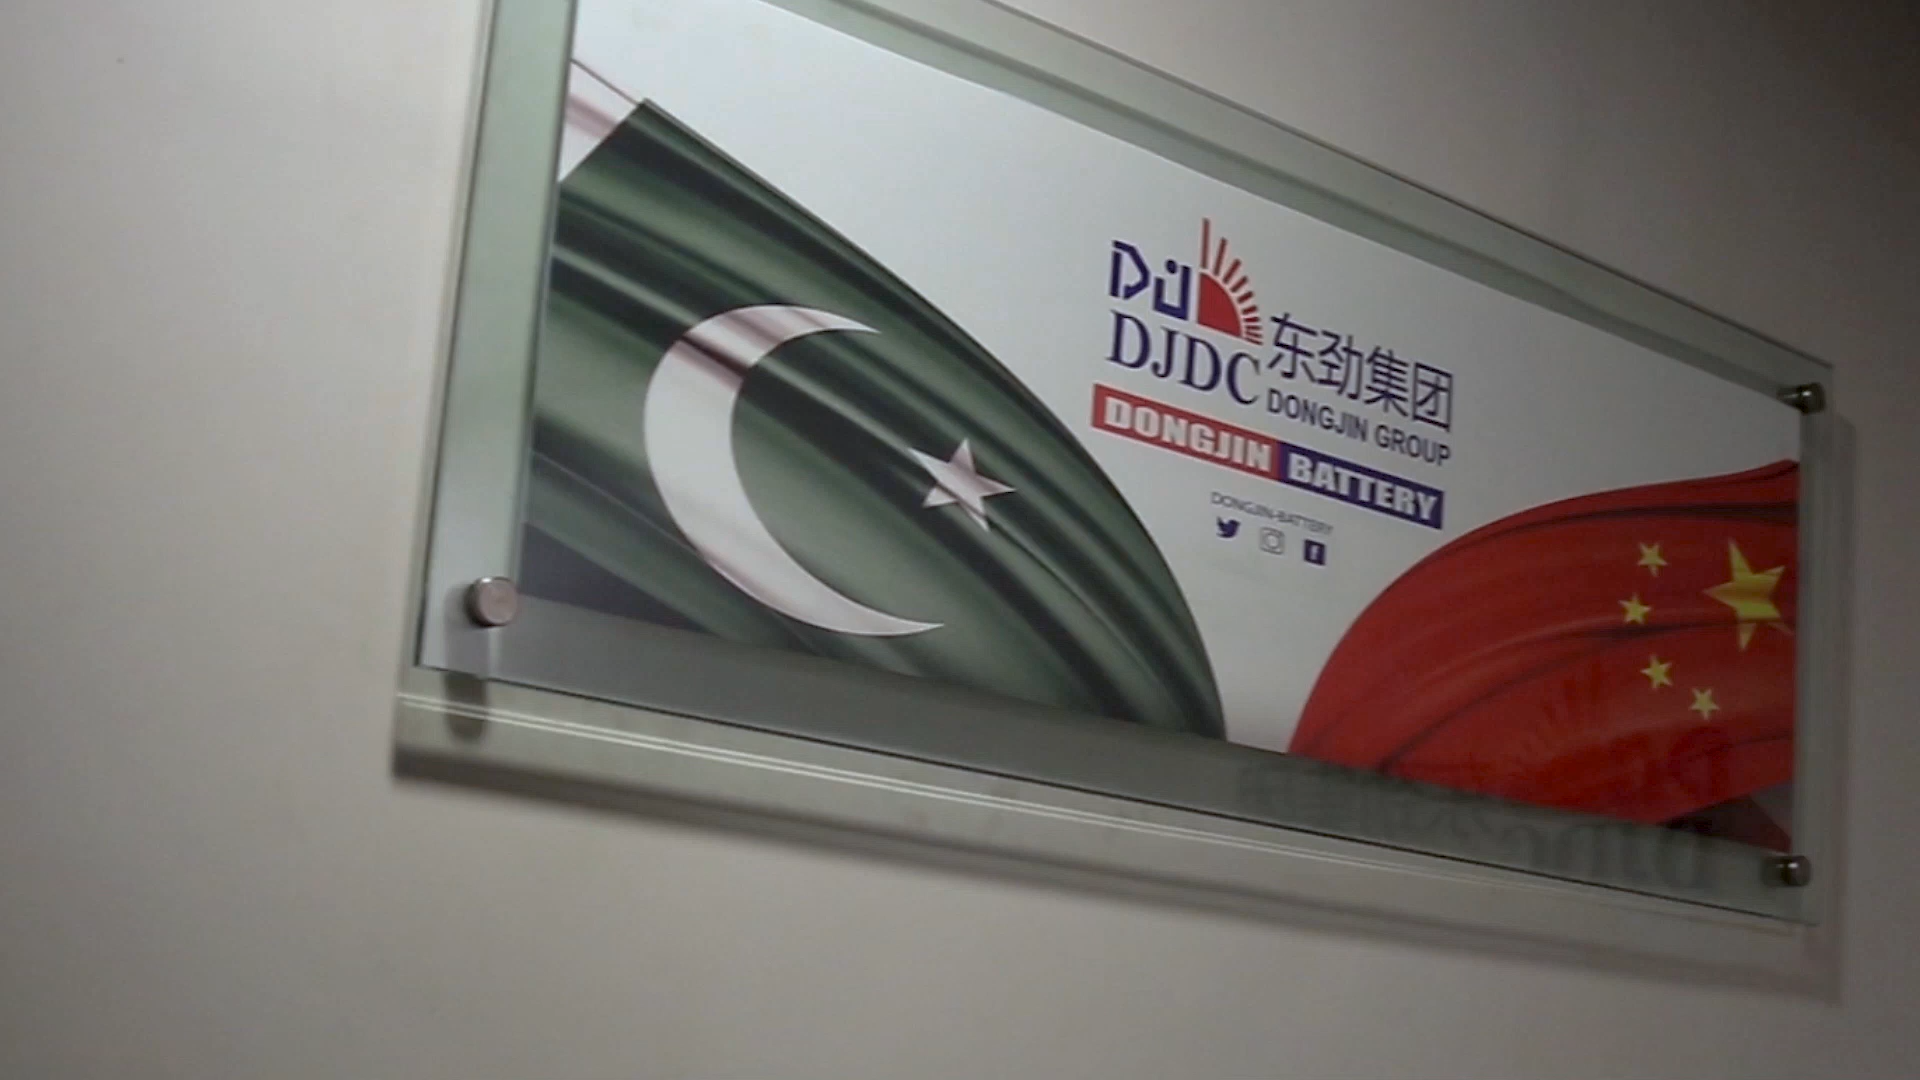 DJ
DJDC
东劲集团
DONGJIN GROUP
DONGJIN BATTERY
DONGJIN-BATTERY